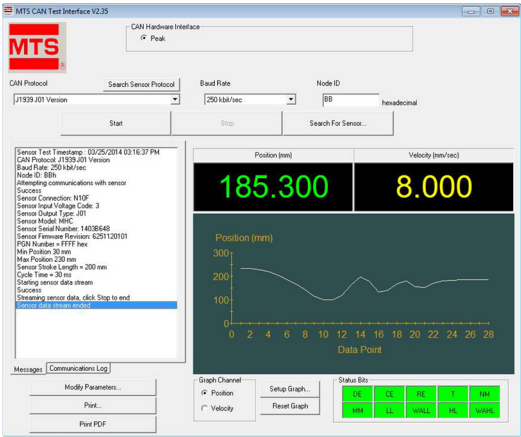 MTS CAN Test Interface V2.35
CAN Hardware Interface
Peak
MTS
CAN Protocol
Search Sensor Protocol
Baud Rate
Node ID
J1939 J01 Version
250 kbit/sec
BB
hexadecimal
Start
Stop
Search For Sensor...
Sensor Test Timestamp : 03/25/2014 03:16:37 PM
CAN Protocol: J1939 J01 Version
Baud Rate: 250 kbit/sec
Node ID: BBh
Attempting communications with sensor
Success
Sensor Connection: N10F
Sensor Input Voltage Code: 3
Sensor Output Type: J01
Sensor Model: MHC
Sensor Serial Number: 1403B648
Sensor Firmware Revision: 6251120101
PGN Number = FFFF hex
Min Position 30 mm
Max Position 230 mm
Sensor Stroke Length = 200 mm
Cycle Time = 30 ms
Starting sensor data stream
Success
Streaming sensor data, click Stop to end
Sensor data stream ended
Messages
Communications Log
Position (mm)
Velocity (mm/sec)
185.300
8.000
Position (mm)
300
200
100
0
0 2 4 6 8 10 12 14 16 18 20 22 24 26 28
Data Point
Modify Parameters...
Print...
Print PDF
Graph Channel
Position
Velocity
Setup Graph...
Reset Graph
Status Bits
DE CE RE T NM
MM LL WALL HL WAHL